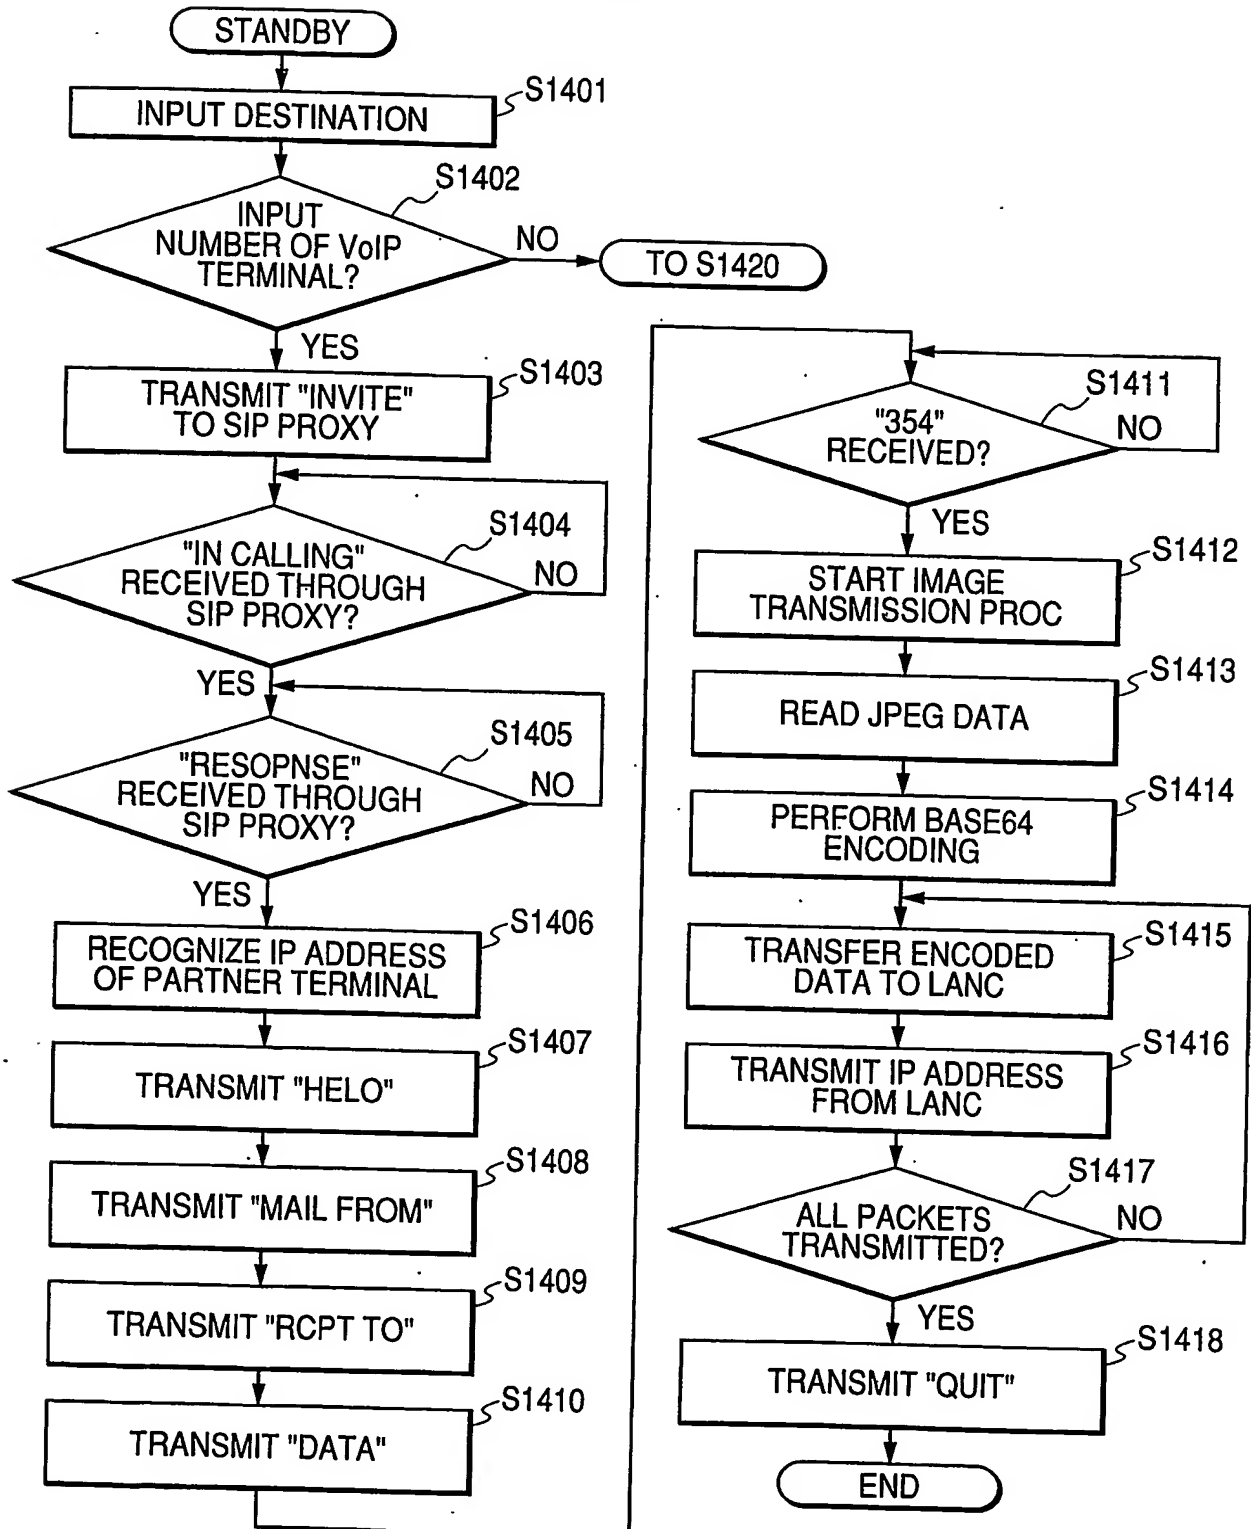 STANDBY
INPUT DESTINATION
S1401
INPUT
NUMBER OF VoIP
TERMINAL?
S1402
NO
TO S1420
YES
TRANSMIT "INVITE"
TO SIP PROXY
S1403
"IN CALLING"
RECEIVED THROUGH
SIP PROXY?
S1404
NO
YES
"RESOPNSE"
RECEIVED THROUGH
SIP PROXY?
S1405
NO
YES
RECOGNIZE IP ADDRESS
OF PARTNER TERMINAL
S1406
TRANSMIT "HELO"
S1407
TRANSMIT "MAIL FROM"
S1408
TRANSMIT "RCPT TO"
S1409
TRANSMIT "DATA"
S1410
"354"
RECEIVED?
S1411
NO
YES
START IMAGE
TRANSMISSION PROC
S1412
READ JPEG DATA
S1413
PERFORM BASE64
ENCODING
S1414
TRANSFER ENCODED
DATA TO LANC
S1415
TRANSMIT IP ADDRESS
FROM LANC
S1416
ALL PACKETS
TRANSMITTED?
S1417
NO
YES
TRANSMIT "QUIT"
S1418
END